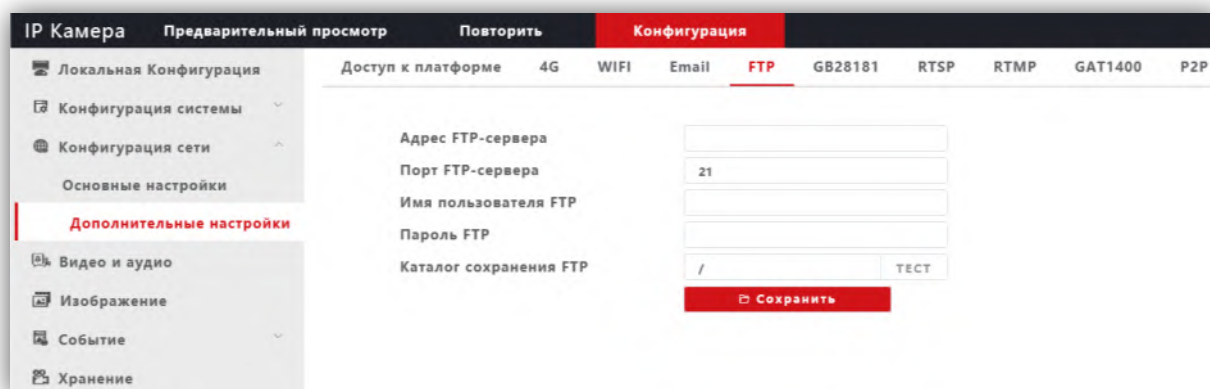 IP Камера Предварительный просмотр Повторить Конфигурация
Локальная Конфигурация
Конфигурация системы
Конфигурация сети
Основные настройки
Дополнительные настройки
Видео и аудио
Изображение
Событие
Хранение
Доступ к платформе 4G WIFI Email FTP GB28181 RTSP RTMP GAT1400 P2P
Адрес FTP-сервера
Порт FTP-сервера 21
Имя пользователя FTP
Пароль FTP
Каталог сохранения FTP / ТЕСТ
Сохранить